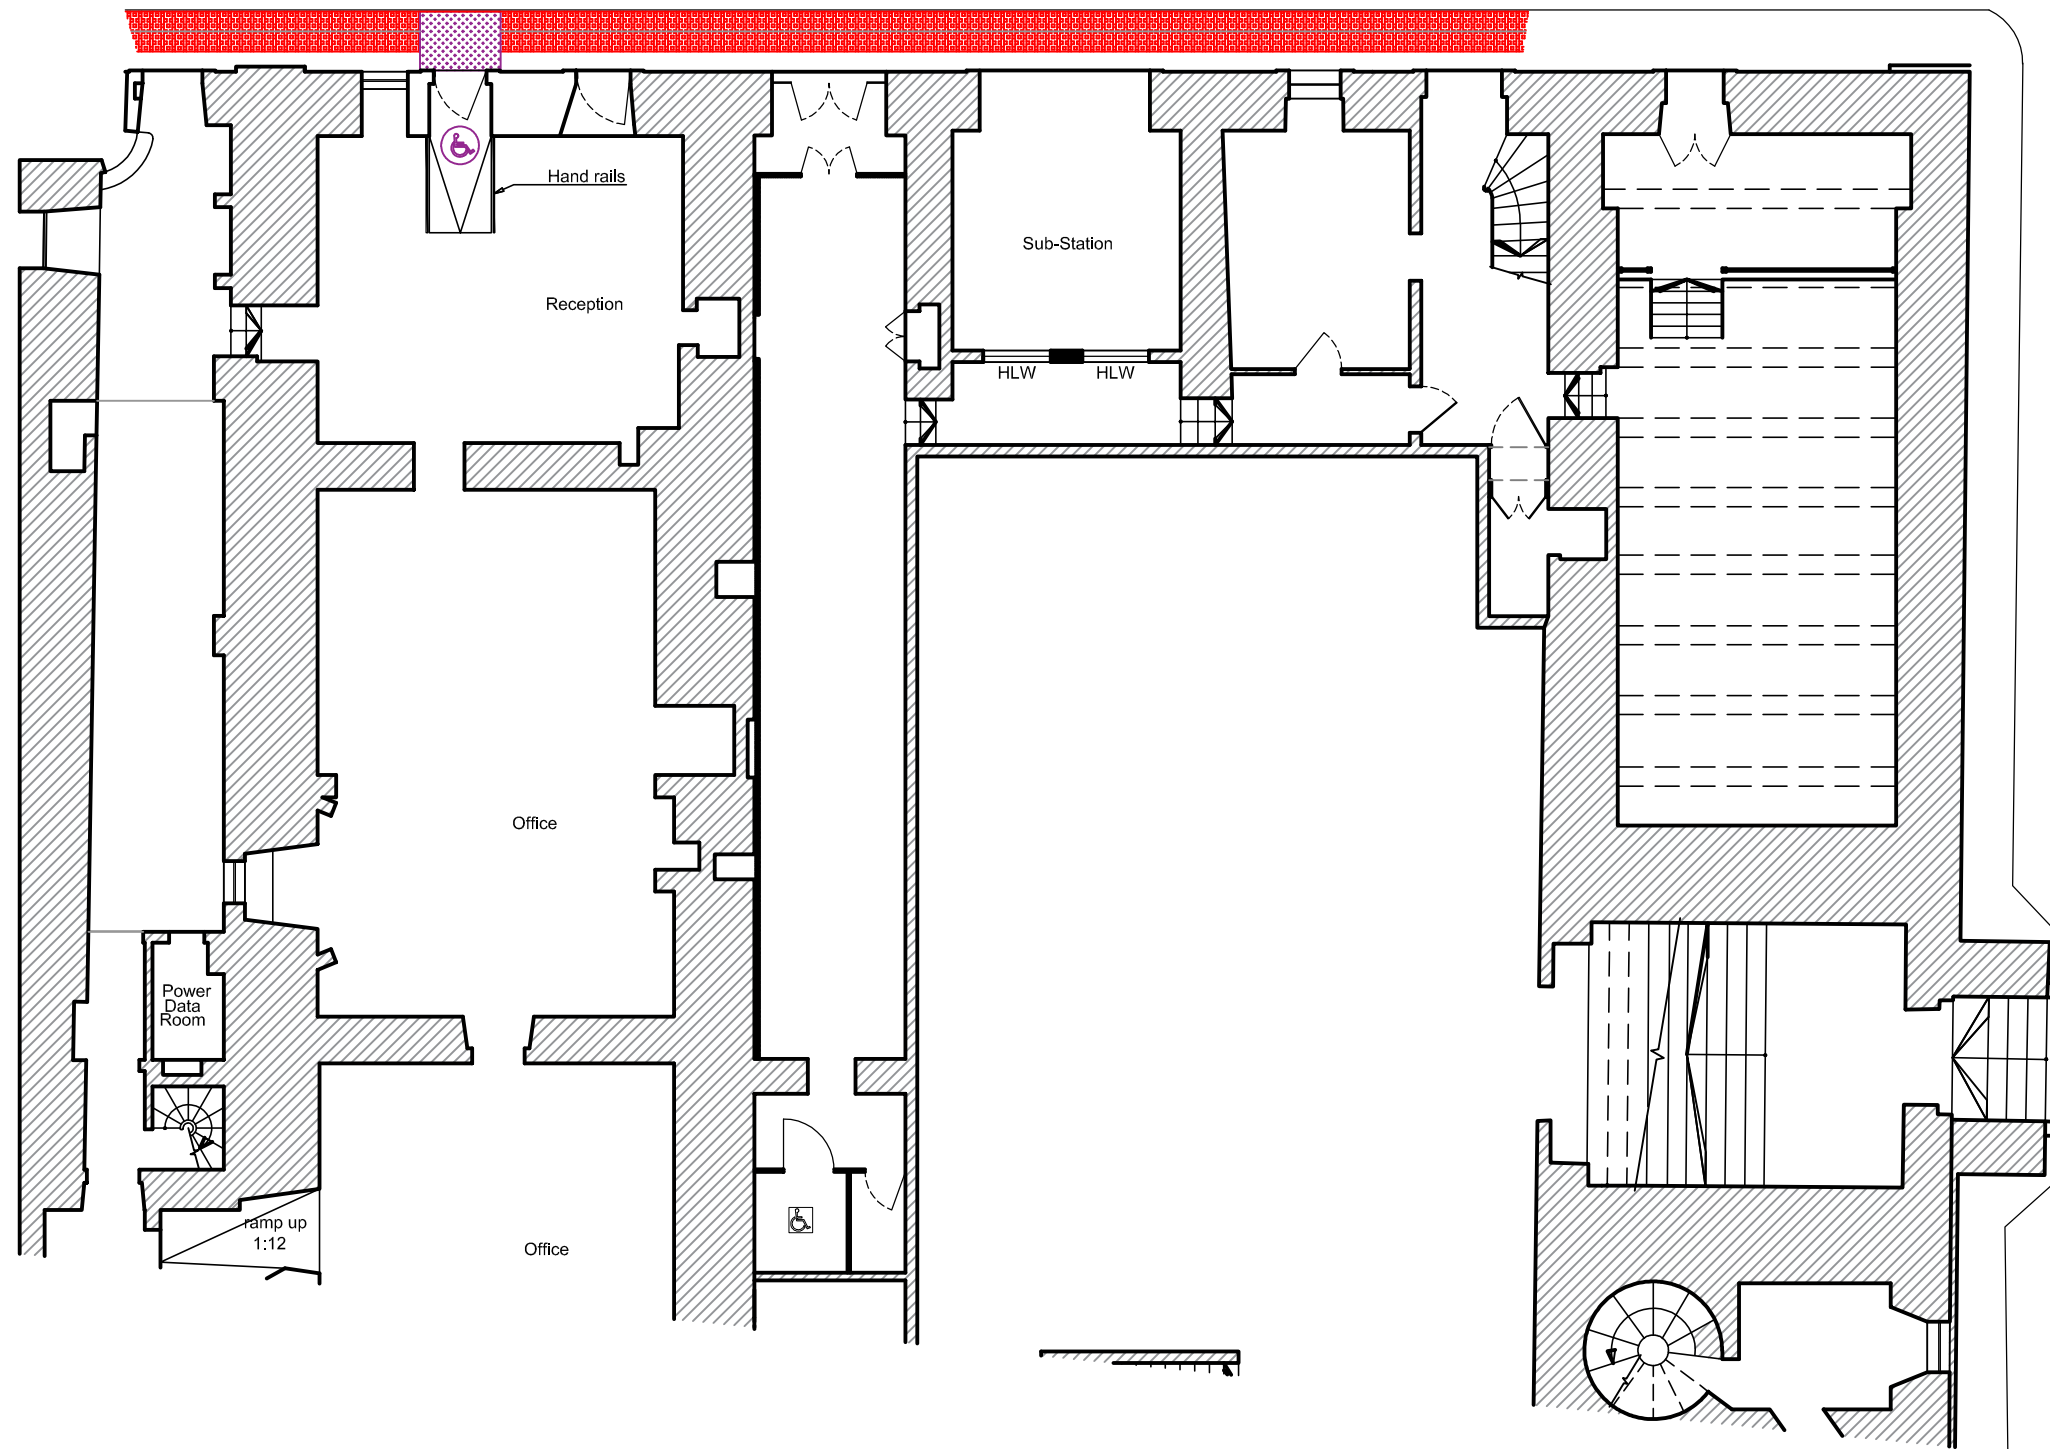 Hand rails
Sub-Station
Reception
HLW
HLW
Office
Power
Data
Room
ramp up
1:12
Office